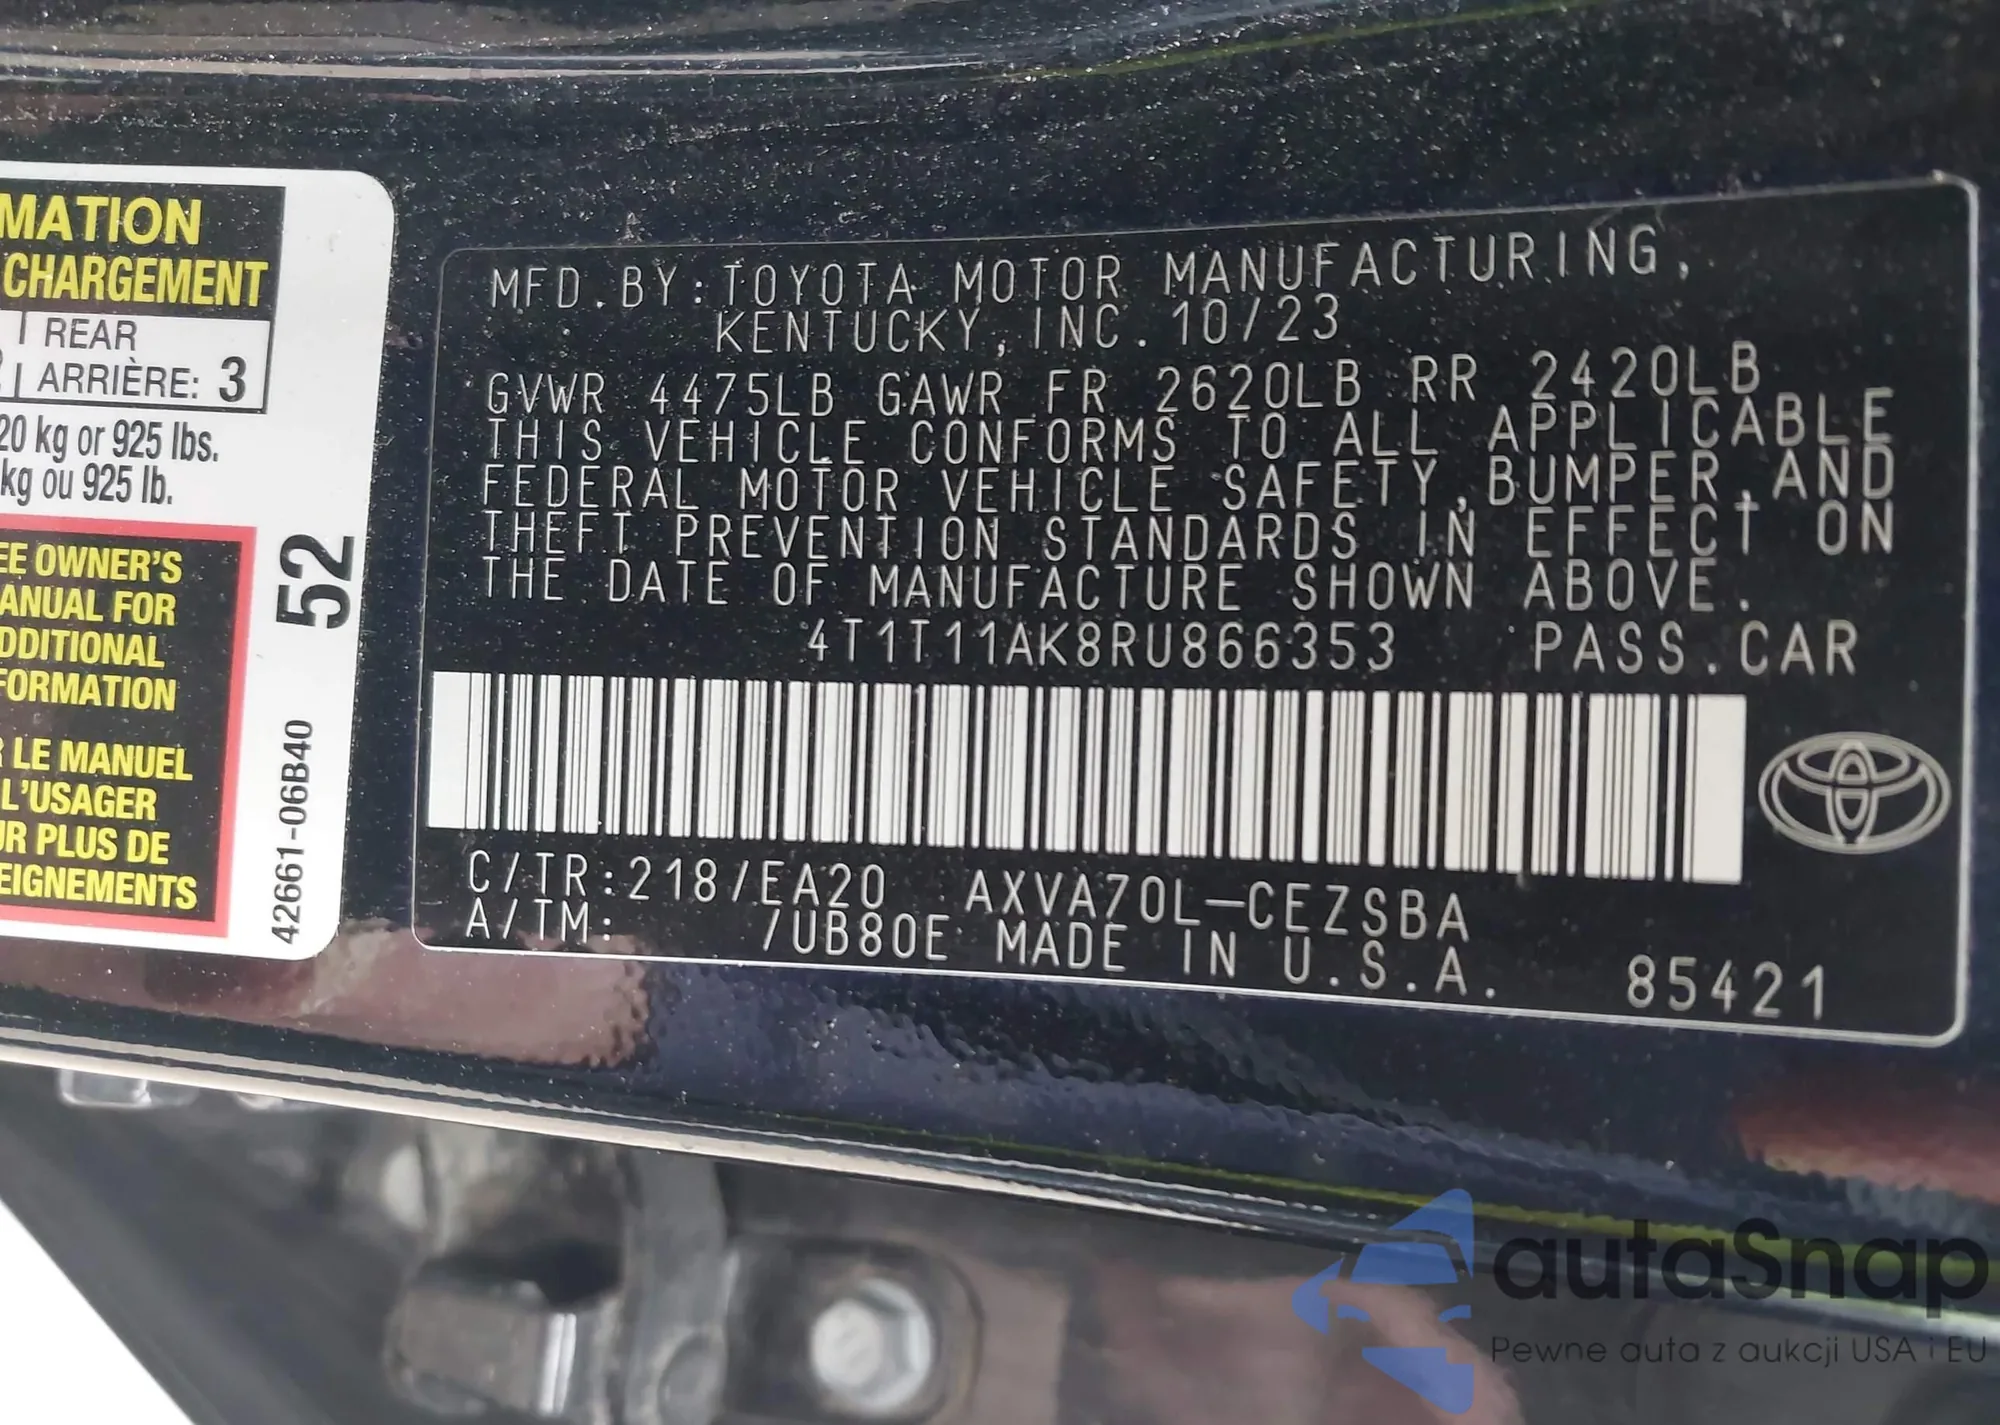 MATION
CHARGEMENT
REAR
ARRIÈRE: 3
20 kg or 925 lbs.
kg ou 925 lb.
EE OWNER'S
ANUAL FOR
DDITIONAL
FORMATION
R LE MANUEL
L'USAGER
UR PLUS DE
EIGNEMENTS
52
42661-06B40
MFD.BY:TOYOTA MOTOR MANUFACTURING,
KENTUCKY, INC. 10/23
GVWR 4475LB GAWR FR 2620LB RR 2420LB
THIS VEHICLE CONFORMS TO ALL APPLICABLE
FEDERAL MOTOR VEHICLE SAFETY,BUMPER,AND
THEFT PREVENTION STANDARDS IN EFFECT ON
THE DATE OF MANUFACTURE SHOWN ABOVE.
4T1T11AK8RU866353 PASS.CAR
C/TR:218/EA20 AXVA70L-CEZSBA
A/TM: /UB80E MADE IN U.S.A. 85421
autaSnap
Pewne auta z aukcji USA i EU